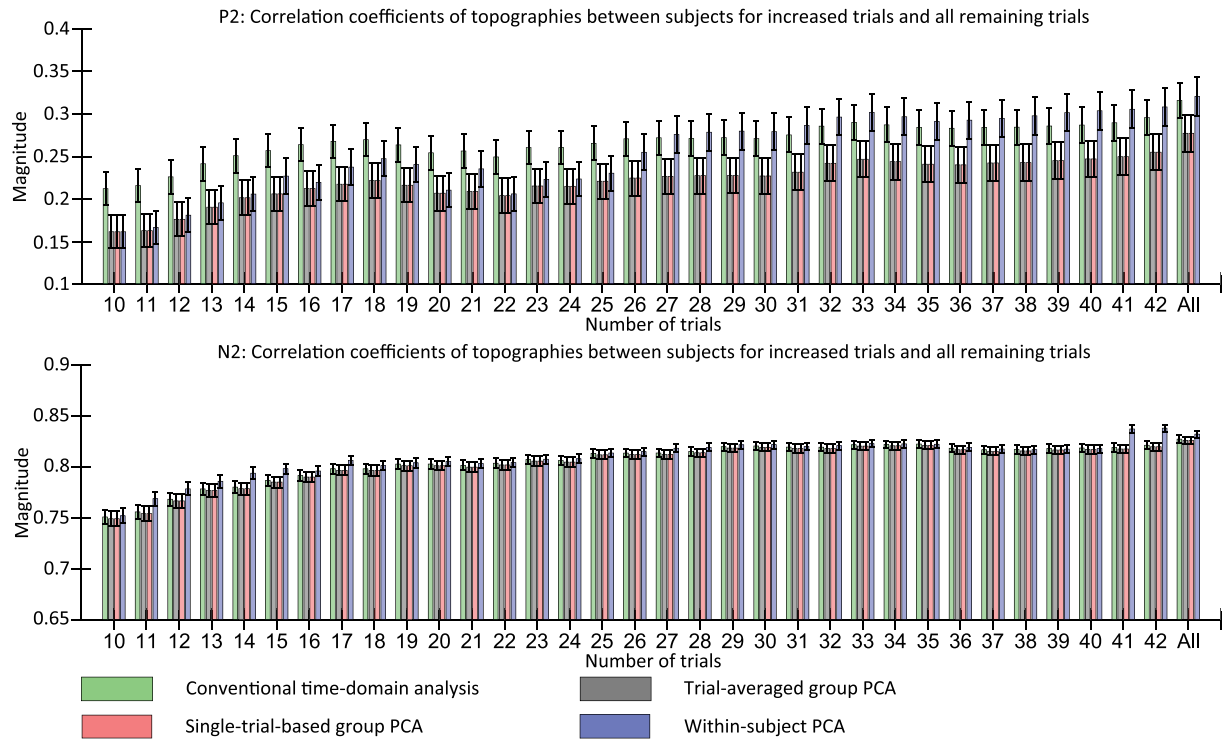 P2: Correlation coefficients of topographies between subjects for increased trials and all remaining trials
0.4
0.35
0.3
0.25
0.2
0.15
0.1
Magnitude
10 11 12 13 14 15 16 17 18 19 20 21 22 23 24 25 26 27 28 29 30 31 32 33 34 35 36 37 38 39 40 41 42 All
Number of trials
N2: Correlation coefficients of topographies between subjects for increased trials and all remaining trials
0.9
0.85
0.8
0.75
0.7
0.65
Magnitude
10 11 12 13 14 15 16 17 18 19 20 21 22 23 24 25 26 27 28 29 30 31 32 33 34 35 36 37 38 39 40 41 42 All
Number of trials
Conventional time-domain analysis
Trial-averaged group PCA
Single-trial-based group PCA
Within-subject PCA